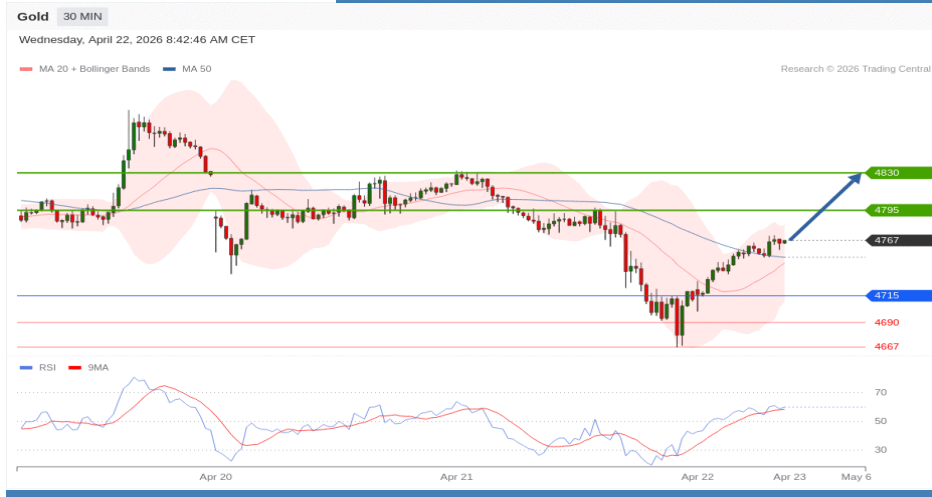 Gold 30 MIN
Wednesday, April 22, 2026 8:42:46 AM CET
MA 20 + Bollinger Bands MA 50
Research © 2026 Trading Central
4830
4795
4767
4715
4690
4667
RSI 9MA
70
50
30
Apr 20 Apr 21 Apr 22 Apr 23 May 6